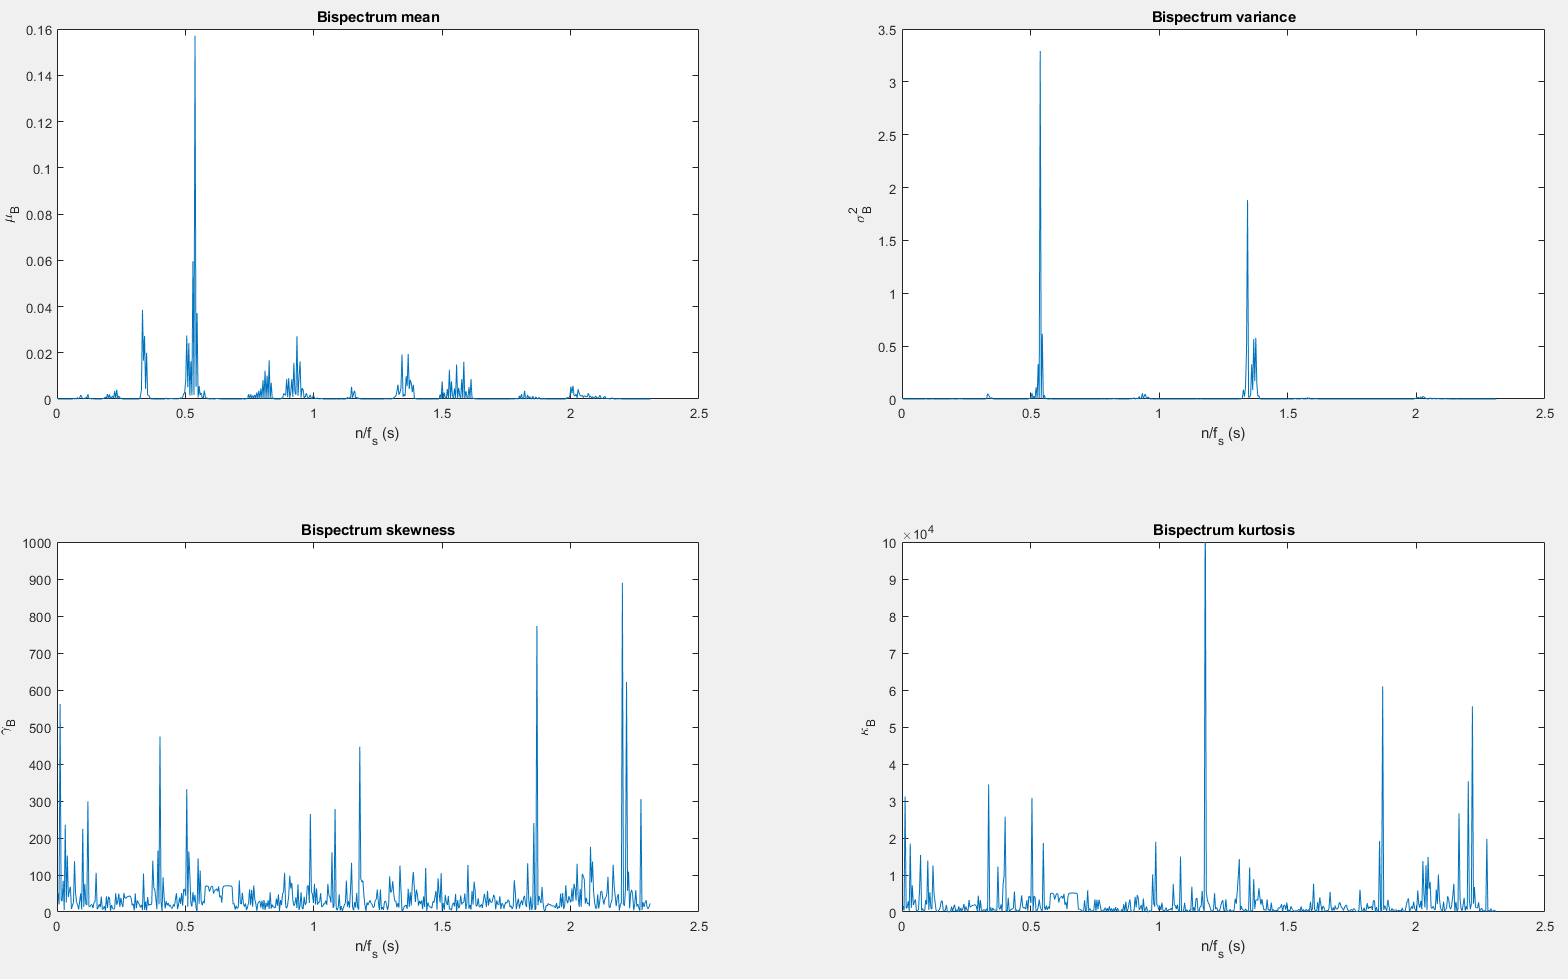 Bispectrum mean
0.16
0.14
0.12
0.1
0.08
0.06
0.04
0.02
0
μB
0 0.5 1 1.5 2 2.5
n/fs (s)
Bispectrum variance
3.5
3
2.5
2
1.5
1
0.5
0
σ2B
0 0.5 1 1.5 2 2.5
n/fs (s)
Bispectrum skewness
1000
900
800
700
600
500
400
300
200
100
0
γB
0 0.5 1 1.5 2 2.5
n/fs (s)
Bispectrum kurtosis
×104
10
9
8
7
6
5
4
3
2
1
0
κB
0 0.5 1 1.5 2 2.5
n/fs (s)